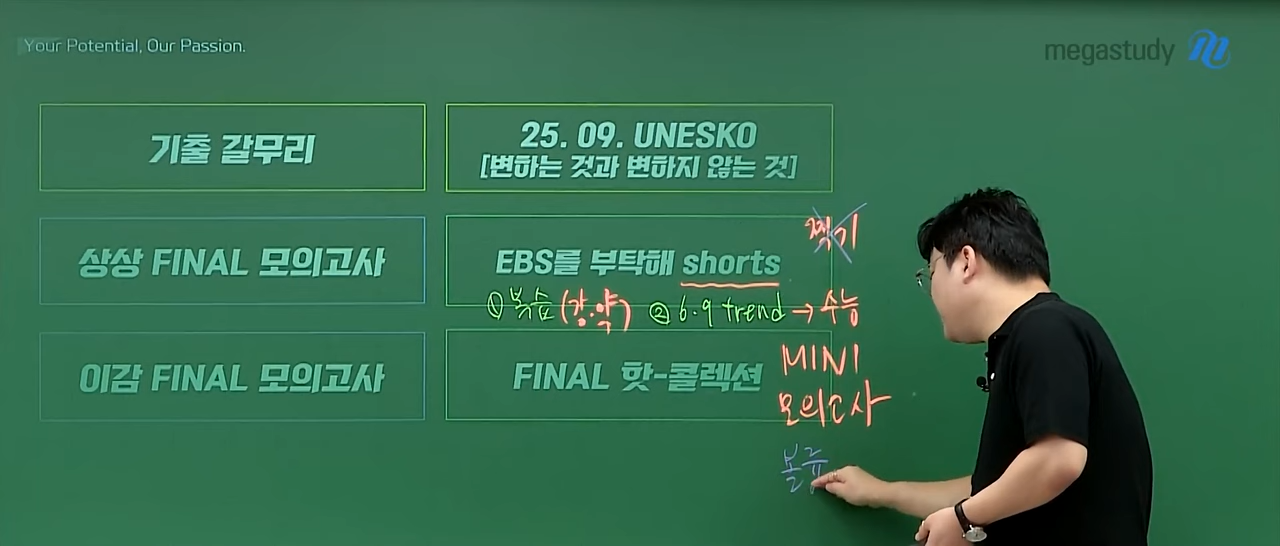 Your Potential, Our Passion.
megastudy
기출 갈무리
25. 09. UNESKO
[변하는 것과 변하지 않는 것]
상상 FINAL 모의고사
EBS를 부탁해 shorts
찍기
①복습(강.약) ②6.9 trend → 수능
이감 FINAL 모의고사
FINAL 핫-콜렉션
MINI
모의고사